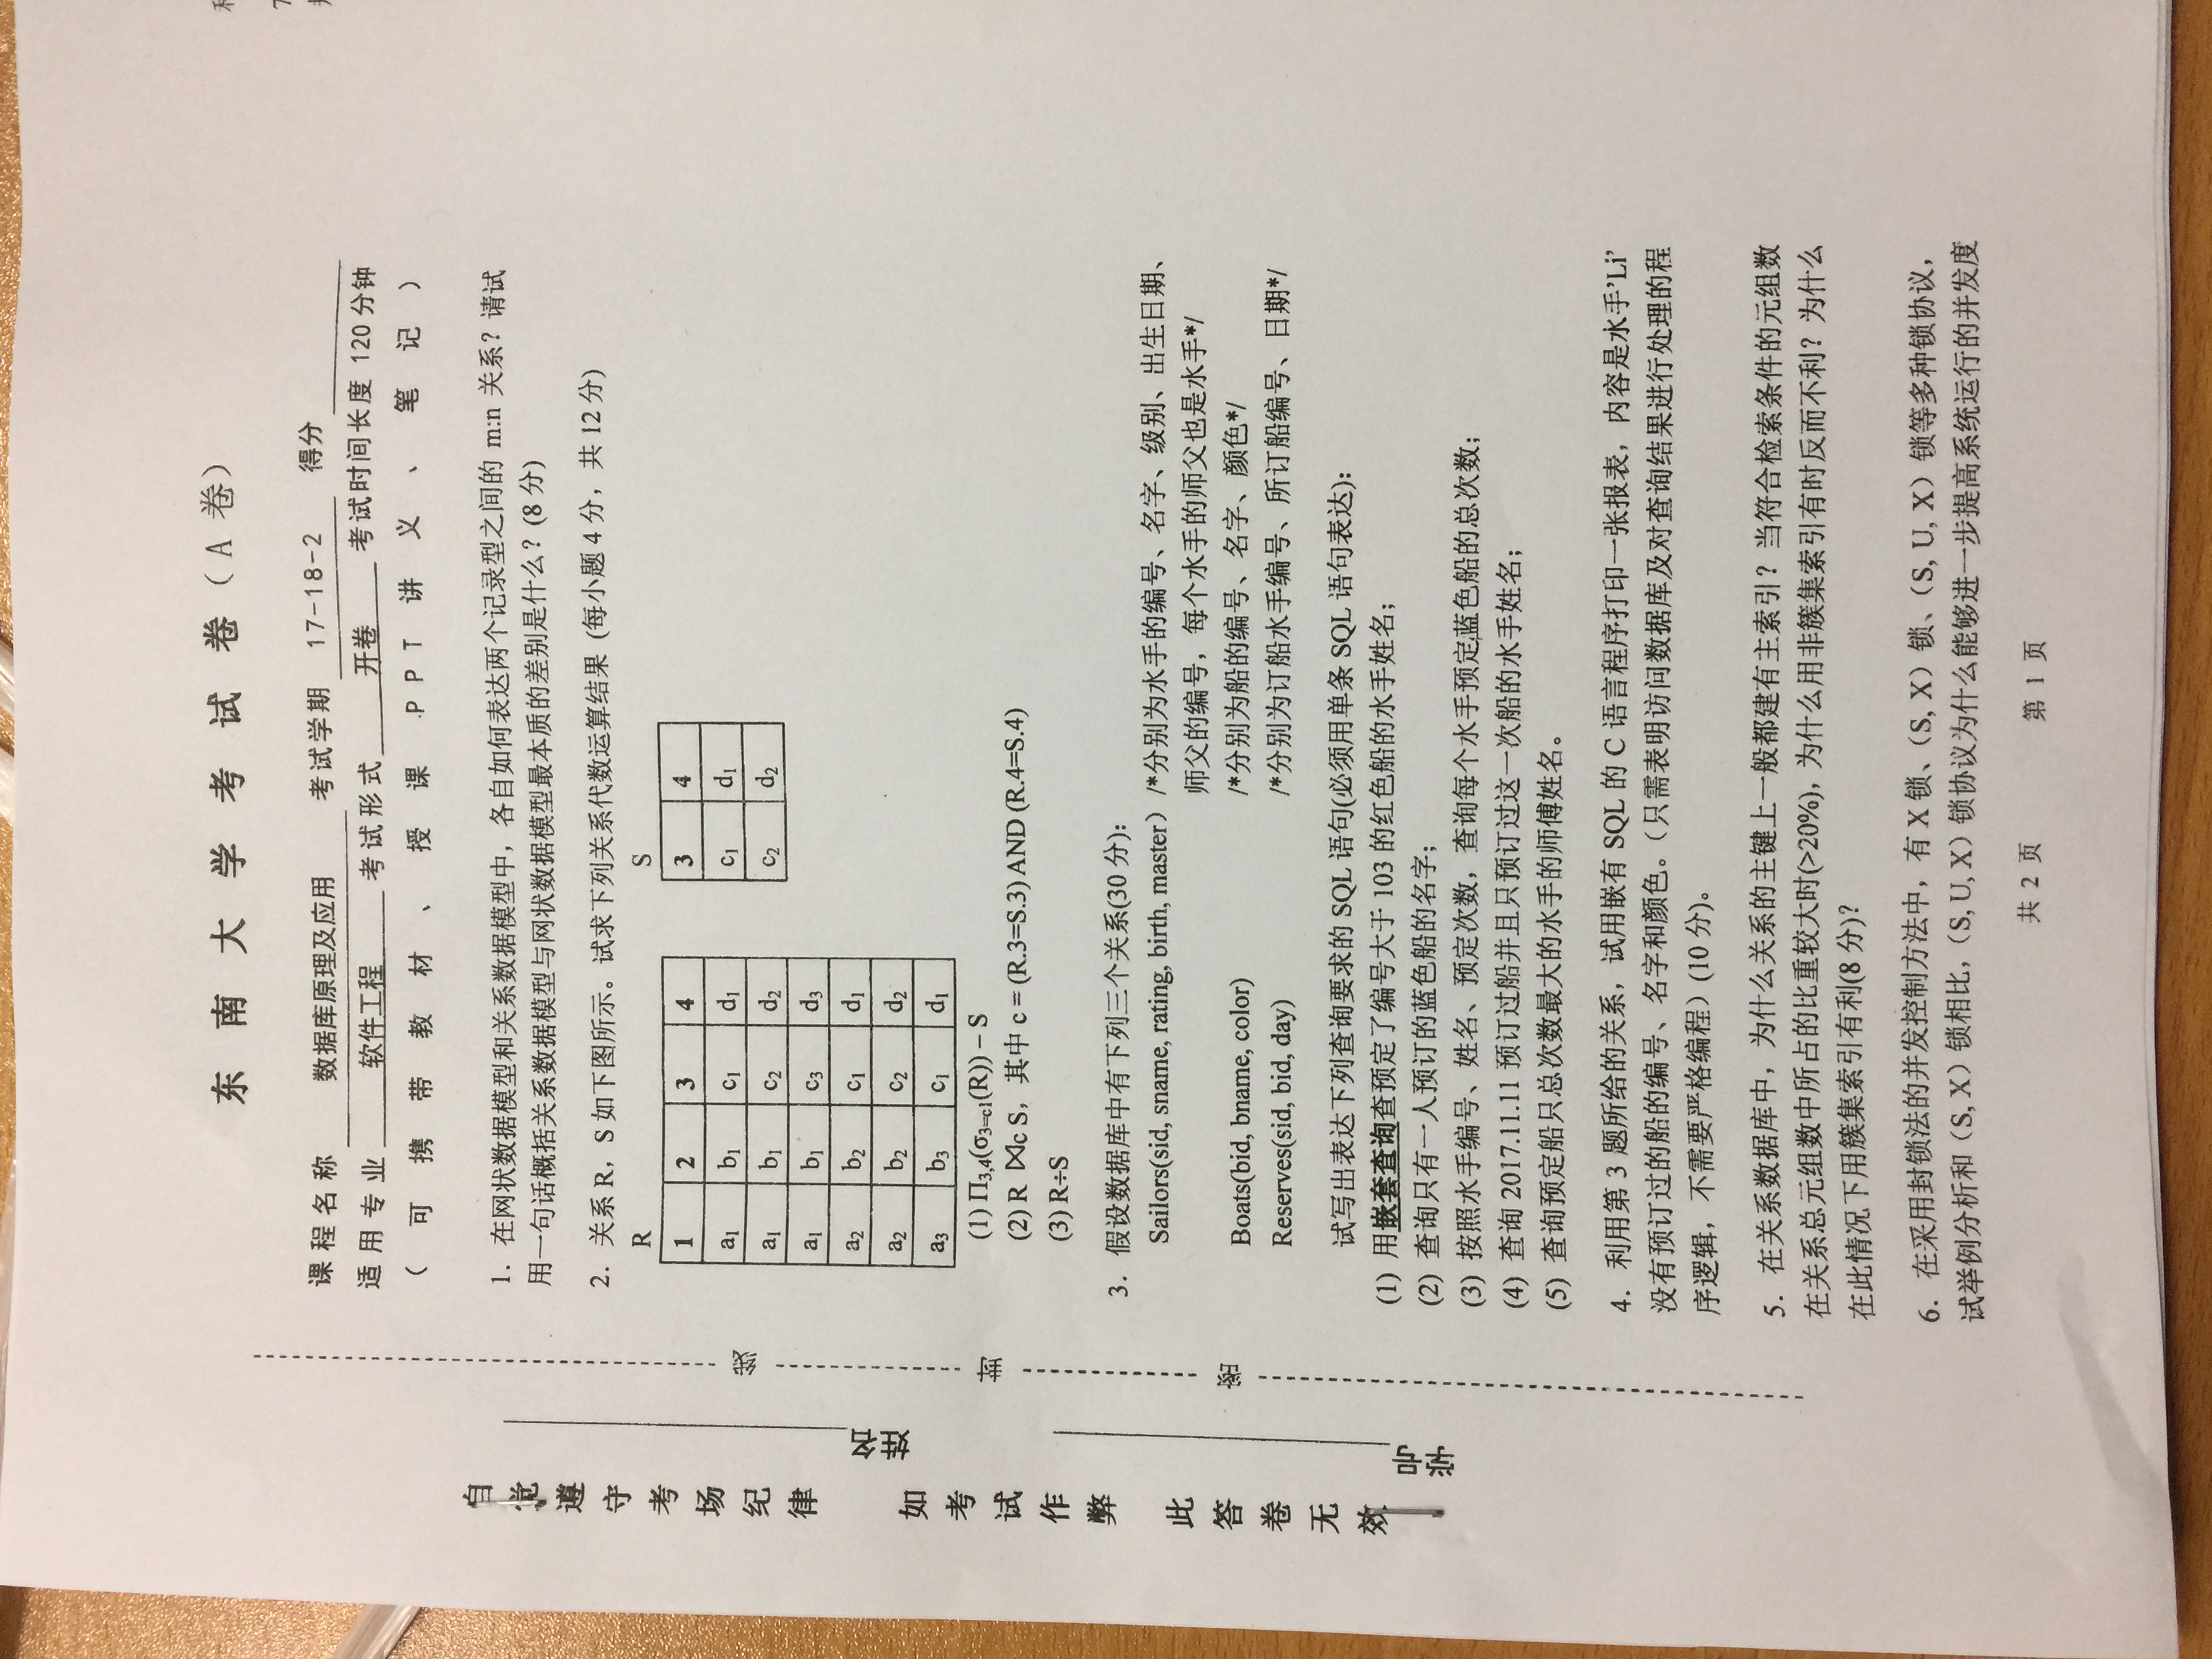 东 南 大 学 考 试 卷（A 卷）
课程名称 数据库原理及应用 考试学期 17-18-2 得分
适用专业 软件工程 考试形式 开卷 考试时间长度 120 分钟
（可携带教材、授课 PPT 讲义、笔记）
自觉遵守考场纪律 如考试作弊 此答卷无效
姓名
学号
线
封
密
1. 在网状数据模型和关系数据模型中，各自如何表达两个记录型之间的 m:n 关系？请试
用一句话概括关系数据模型与网状数据模型最本质的差别是什么？(8 分)
2. 关系 R，S 如下图所示。试求下列关系代数运算结果 (每小题 4 分，共 12 分)
R S
1 2 3 4 3 4
a₁ b₁ c₁ d₁ c₁ d₁
a₁ b₁ c₂ d₂ c₂ d₂
a₁ b₁ c₃ d₃
a₂ b₂ c₁ d₁
a₂ b₂ c₂ d₂
a₃ b₃ c₁ d₁
(1) Π₃,₄(σ₃₌c₁(R)) – S
(2) R ⋈c S，其中 c = (R.3=S.3) AND (R.4=S.4)
(3) R÷S
3. 假设数据库中有下列三个关系(30 分)：
Sailors(sid, sname, rating, birth, master） /*分别为水手的编号、名字、级别、出生日期、
师父的编号，每个水手的师父也是水手*/
Boats(bid, bname, color) /*分别为船的编号、名字、颜色*/
Reserves(sid, bid, day) /*分别为订船水手编号、所订船编号、日期*/
试写出表达下列查询要求的 SQL 语句(必须用单条 SQL 语句表达)：
(1) 用嵌套查询查预定了编号大于 103 的红色船的水手姓名；
(2) 查询只有一人预订的蓝色船的名字；
(3) 按照水手编号、姓名、预定次数，查询每个水手预定蓝色船的总次数；
(4) 查询 2017.11.11 预订过船并且只预订过这一次船的水手姓名；
(5) 查询预定船只总次数最大的水手的师傅姓名。
4. 利用第 3 题所给的关系，试用嵌有 SQL 的 C 语言程序打印一张报表，内容是水手’Li’
没有预订过的船的编号、名字和颜色。（只需表明访问数据库及对查询结果进行处理的程
序逻辑，不需要严格编程）(10 分)。
5. 在关系数据库中，为什么关系的主键上一般都建有主索引？当符合检索条件的元组数
在关系总元组数中所占的比重较大时(>20%)，为什么用非簇集索引有时反而不利？为什么
在此情况下用簇集索引有利(8 分)？
6. 在采用封锁法的并发控制方法中，有 X 锁、（S, X）锁、（S, U, X）锁等多种锁协议，
试举例分析和（S, X）锁相比，（S, U, X）锁协议为什么能够进一步提高系统运行的并发度
共 2 页 第 1 页